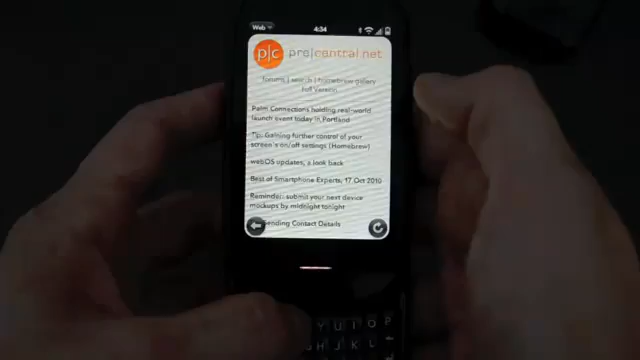 Web
4:34
p|c pre|central.net
forums | search | homebrew gallery
full version
Palm Connections holding real-world
launch event today in Portland
Tip: Gaining further control of your
screen's on/off settings (Homebrew)
webOS updates, a look back
Best of Smartphone Experts, 17 Oct 2010
Reminder: submit your next device
mockups by midnight tonight
Sending Contact Details
Y U I O P
H J K L